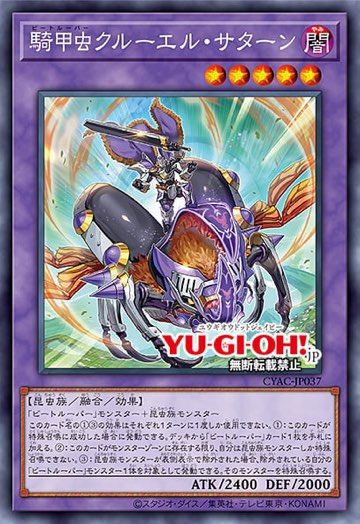 ビートルーパー
騎甲虫クルーエル・サターン
やみ
闇
ユウギオウドットジェイピー
YU-GI-OH!.jp
無断転載禁止
CYAC-JP037
【昆虫族／融合／効果】
「ビートルーパー」モンスター＋昆虫族モンスター
このカード名の①③の効果はそれぞれ1ターンに1度しか使用できない。①：このカードが
特殊召喚に成功した場合に発動できる。デッキから「ビートルーパー」カード1枚を手札に
加える。②：このカードがモンスターゾーンに存在する限り、自分は昆虫族モンスターしか特
殊召喚できない。③：昆虫族モンスターが表側表示で除外された場合、除外されている自分の
「ビートルーパー」モンスター1体を対象として発動できる。そのモンスターを特殊召喚する。
ATK/2400 DEF/2000
©スタジオ・ダイス／集英社・テレビ東京・KONAMI